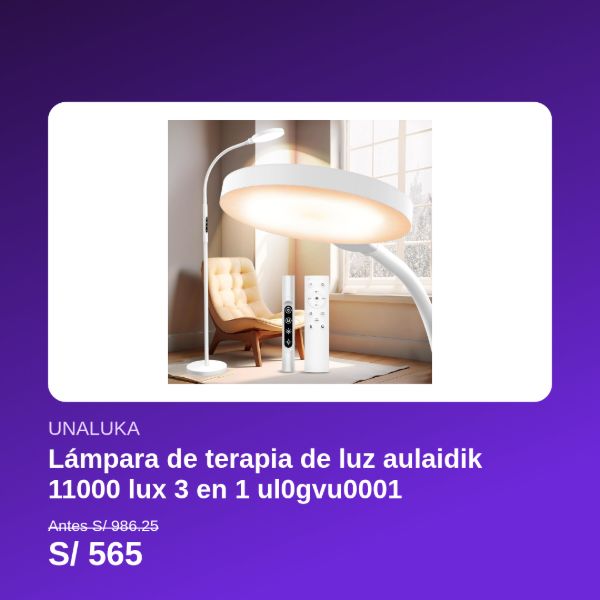 UNALUKA
Lámpara de terapia de luz aulaidik
11000 lux 3 en 1 ul0gvu0001
Antes S/ 986.25
S/ 565